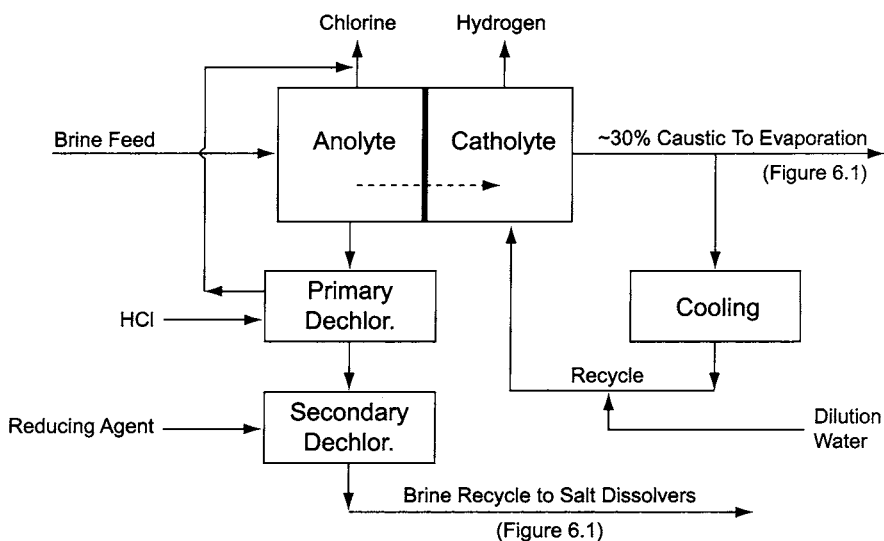 Chlorine
Hydrogen
Brine Feed
Anolyte
Catholyte
~30% Caustic To Evaporation
(Figure 6.1)
Primary
Dechlor.
HCl
Cooling
Recycle
Secondary
Dechlor.
Reducing Agent
Dilution
Water
Brine Recycle to Salt Dissolvers
(Figure 6.1)